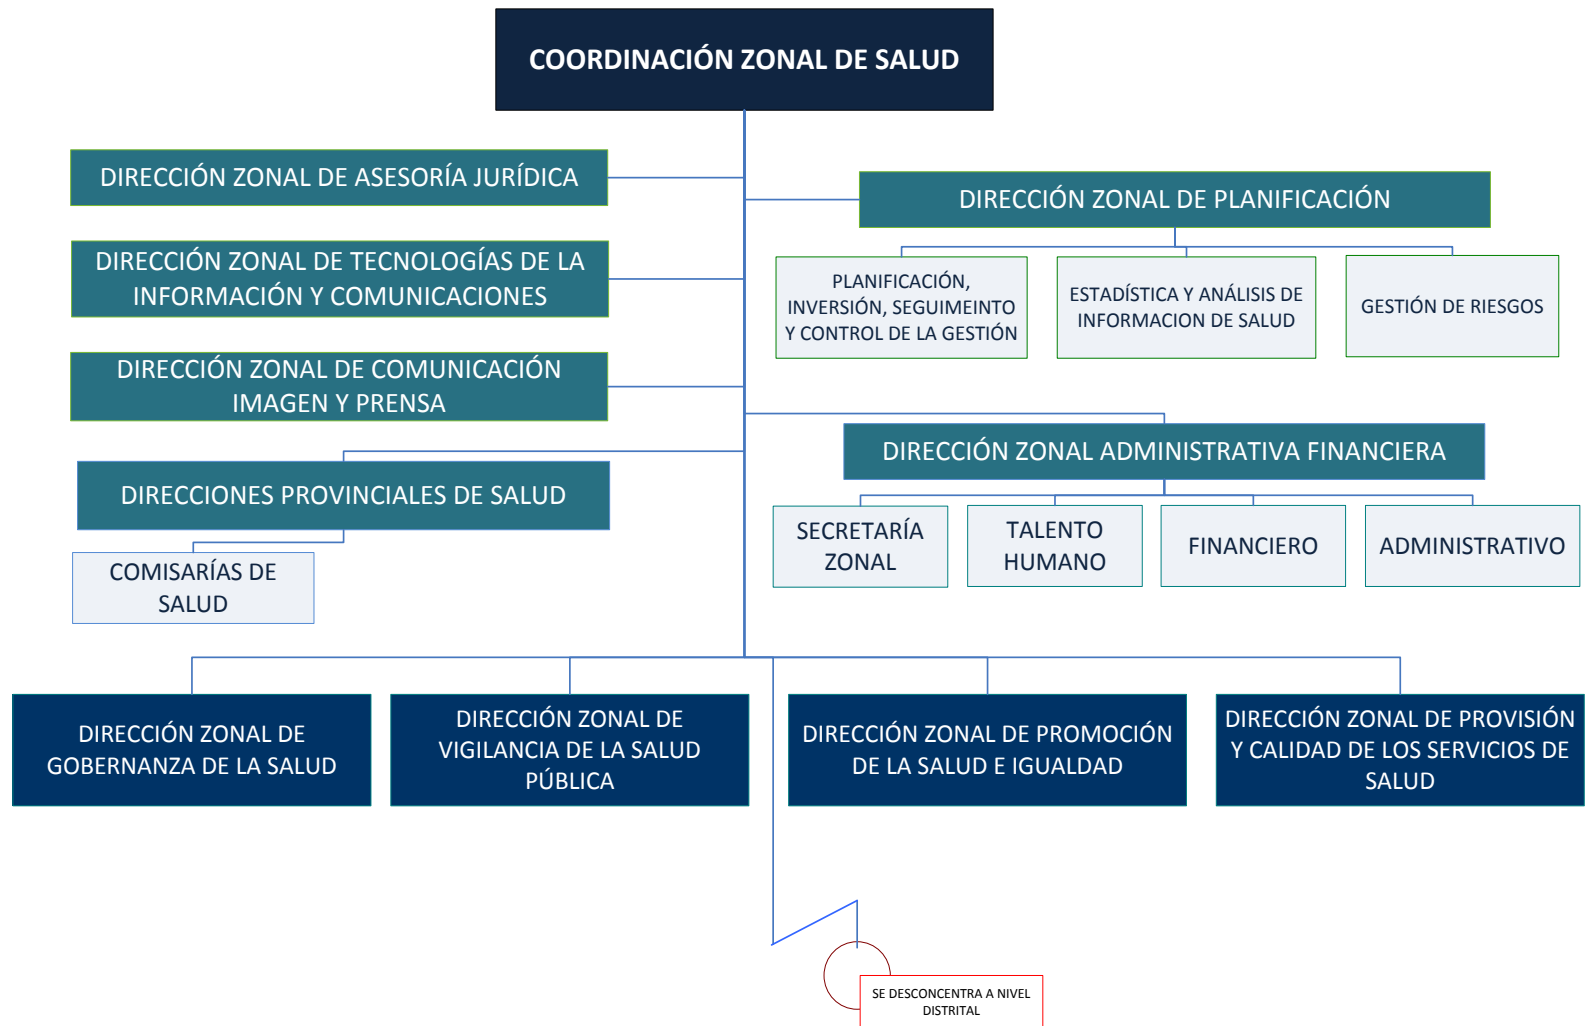 COORDINACIÓN ZONAL DE SALUD
DIRECCIÓN ZONAL DE ASESORÍA JURÍDICA
DIRECCIÓN ZONAL DE PLANIFICACIÓN
DIRECCIÓN ZONAL DE TECNOLOGÍAS DE LA
INFORMACIÓN Y COMUNICACIONES
PLANIFICACIÓN,
INVERSIÓN, SEGUIMEINTO
Y CONTROL DE LA GESTIÓN
ESTADÍSTICA Y ANÁLISIS DE
INFORMACION DE SALUD
GESTIÓN DE RIESGOS
DIRECCIÓN ZONAL DE COMUNICACIÓN
IMAGEN Y PRENSA
DIRECCIÓN ZONAL ADMINISTRATIVA FINANCIERA
DIRECCIONES PROVINCIALES DE SALUD
SECRETARÍA
ZONAL
TALENTO
HUMANO
FINANCIERO
ADMINISTRATIVO
COMISARÍAS DE
SALUD
DIRECCIÓN ZONAL DE
GOBERNANZA DE LA SALUD
DIRECCIÓN ZONAL DE
VIGILANCIA DE LA SALUD
PÚBLICA
DIRECCIÓN ZONAL DE PROMOCIÓN
DE LA SALUD E IGUALDAD
DIRECCIÓN ZONAL DE PROVISIÓN
Y CALIDAD DE LOS SERVICIOS DE
SALUD
SE DESCONCENTRA A NIVEL
DISTRITAL